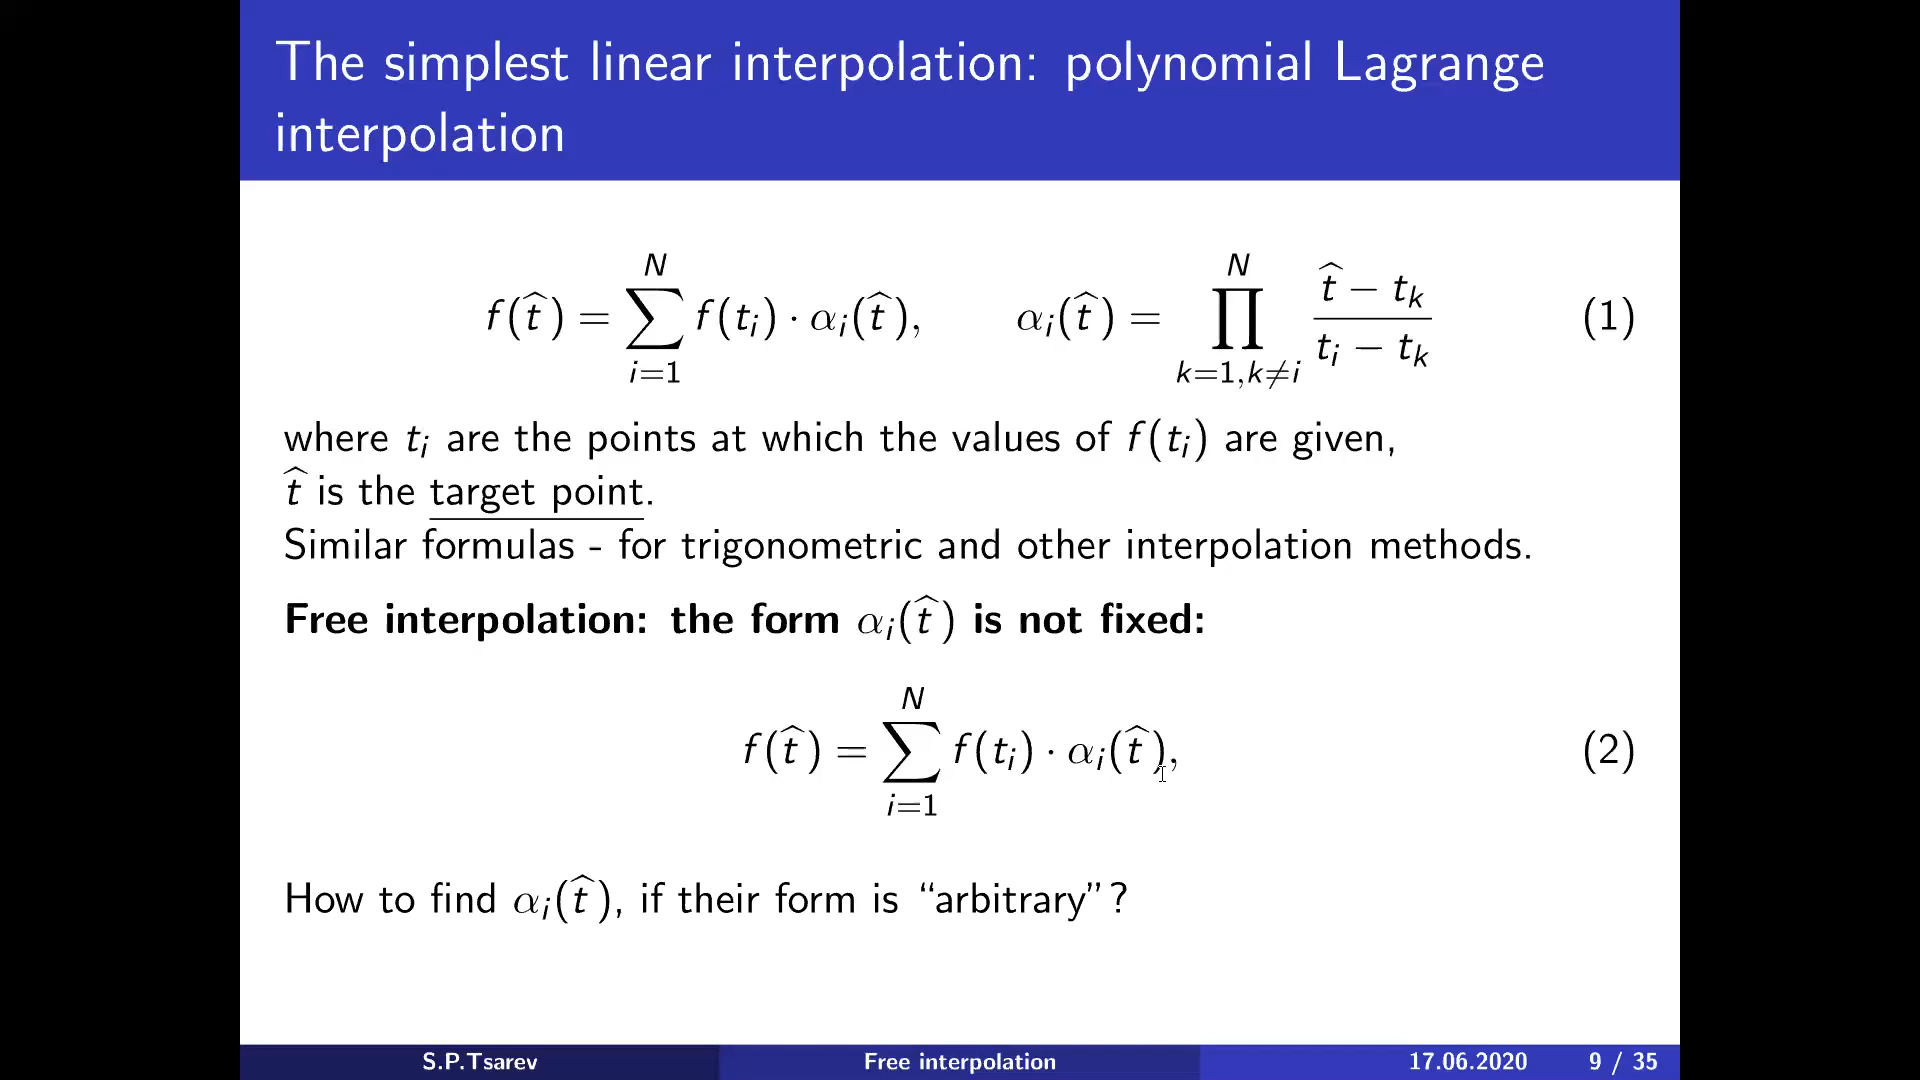 The simplest linear interpolation: polynomial Lagrange
interpolation
f(t̂) = ∑_{i=1}^{N} f(t_i) · α_i(t̂), α_i(t̂) = ∏_{k=1,k≠i}^{N} (t̂ − t_k)/(t_i − t_k) (1)
where t_i are the points at which the values of f(t_i) are given,
t̂ is the target point.
Similar formulas - for trigonometric and other interpolation methods.
Free interpolation: the form α_i(t̂) is not fixed:
f(t̂) = ∑_{i=1}^{N} f(t_i) · α_i(t̂), (2)
How to find α_i(t̂), if their form is “arbitrary”?
S.P.Tsarev Free interpolation 17.06.2020 9 / 35